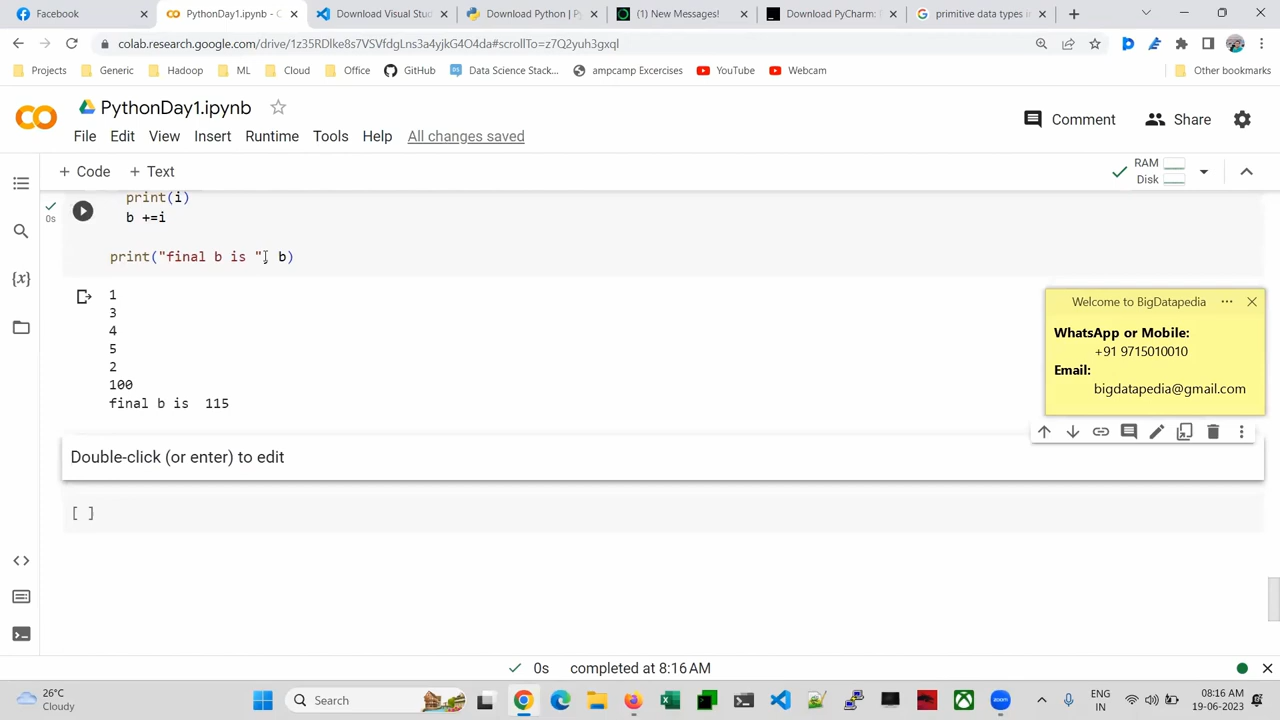 Facebook
PythonDay1.ipynb - C
Download Visual Stud
Download Python | Py
(1) New Messages!
Download PyCharm:
primitive data types in
colab.research.google.com/drive/1z35RDIke8s7VSVfdgLns3a4yjkG4O4da#scrollTo=z7Q2yuh3gxql
Projects
Generic
Hadoop
ML
Cloud
Office
GitHub
Data Science Stack...
ampcamp Excercises
YouTube
Webcam
Other bookmarks
PythonDay1.ipynb
Comment
Share
File Edit View Insert Runtime Tools Help All changes saved
+ Code + Text
RAM
Disk
print(i)
0s
b +=i
print("final b is ", b)
1
3
4
5
2
100
final b is  115
Welcome to BigDatapedia
WhatsApp or Mobile:
+91 9715010010
Email:
bigdatapedia@gmail.com
Double-click (or enter) to edit
[ ]
0s completed at 8:16 AM
26°C
Cloudy
Search
zoom
ENG
IN
08:16 AM
19-06-2023